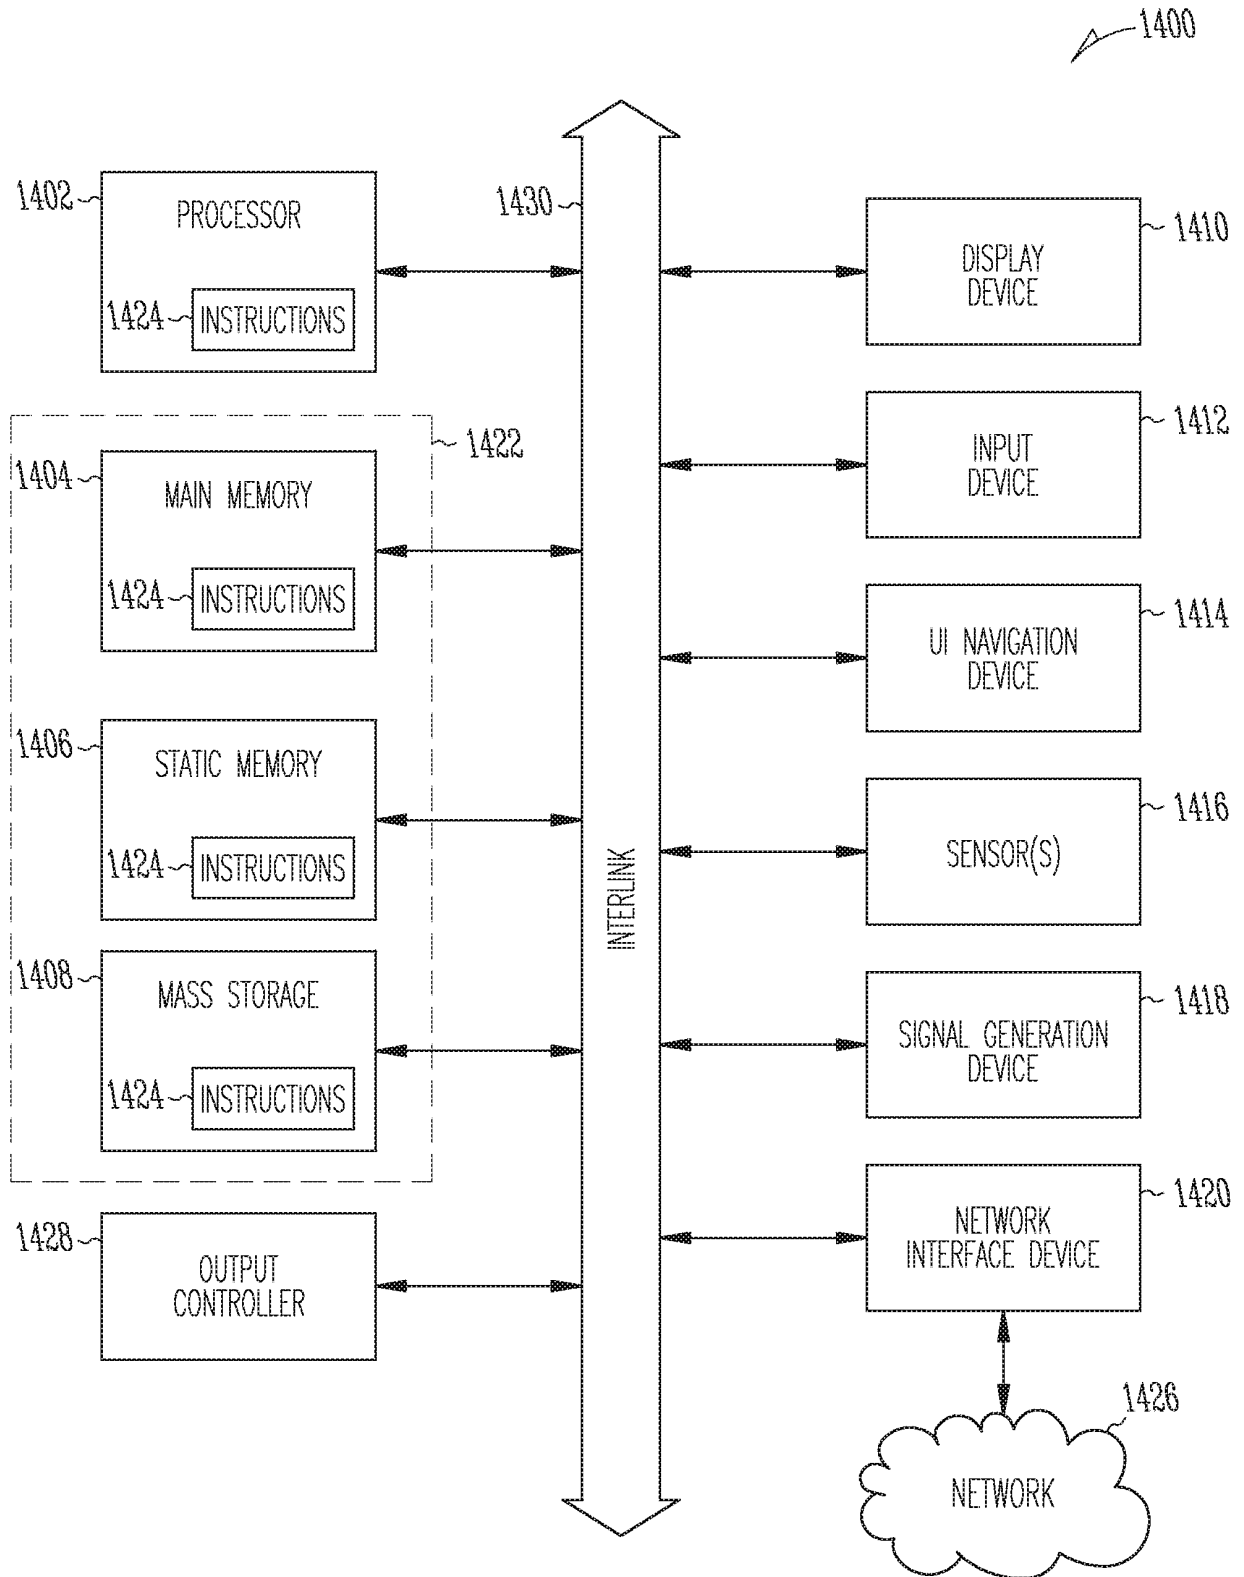 1400
1402
PROCESSOR
1424
INSTRUCTIONS
1422
1404
MAIN MEMORY
1424
INSTRUCTIONS
1406
STATIC MEMORY
1424
INSTRUCTIONS
1408
MASS STORAGE
1424
INSTRUCTIONS
1428
OUTPUT
CONTROLLER
1430
INTERLINK
1410
DISPLAY
DEVICE
1412
INPUT
DEVICE
1414
UI NAVIGATION
DEVICE
1416
SENSOR(S)
1418
SIGNAL GENERATION
DEVICE
1420
NETWORK
INTERFACE DEVICE
1426
NETWORK